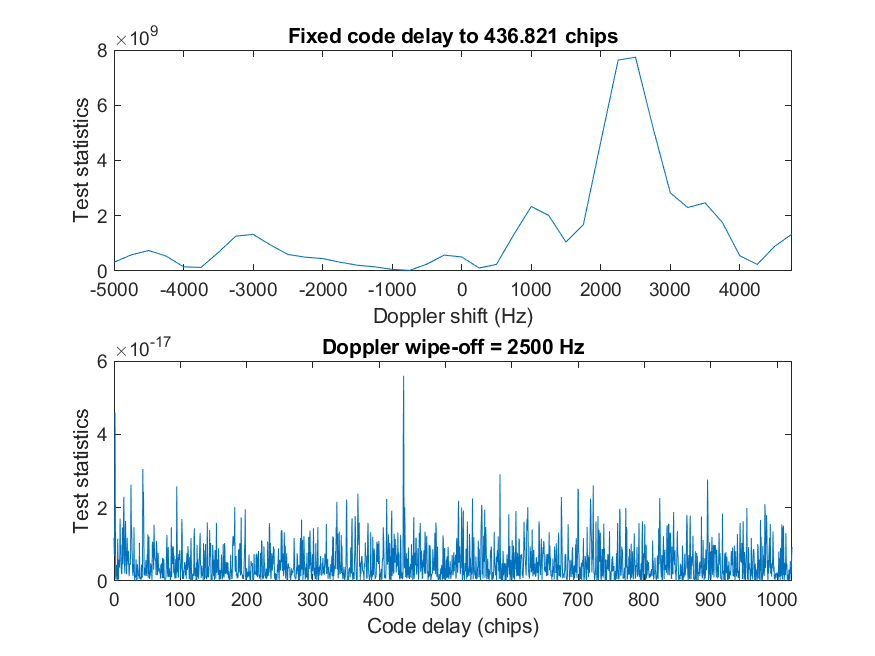 ×10^9
Fixed code delay to 436.821 chips
8
6
4
2
0
Test statistics
-5000 -4000 -3000 -2000 -1000 0 1000 2000 3000 4000
Doppler shift (Hz)
×10^-17
Doppler wipe-off = 2500 Hz
6
4
2
0
Test statistics
0 100 200 300 400 500 600 700 800 900 1000
Code delay (chips)